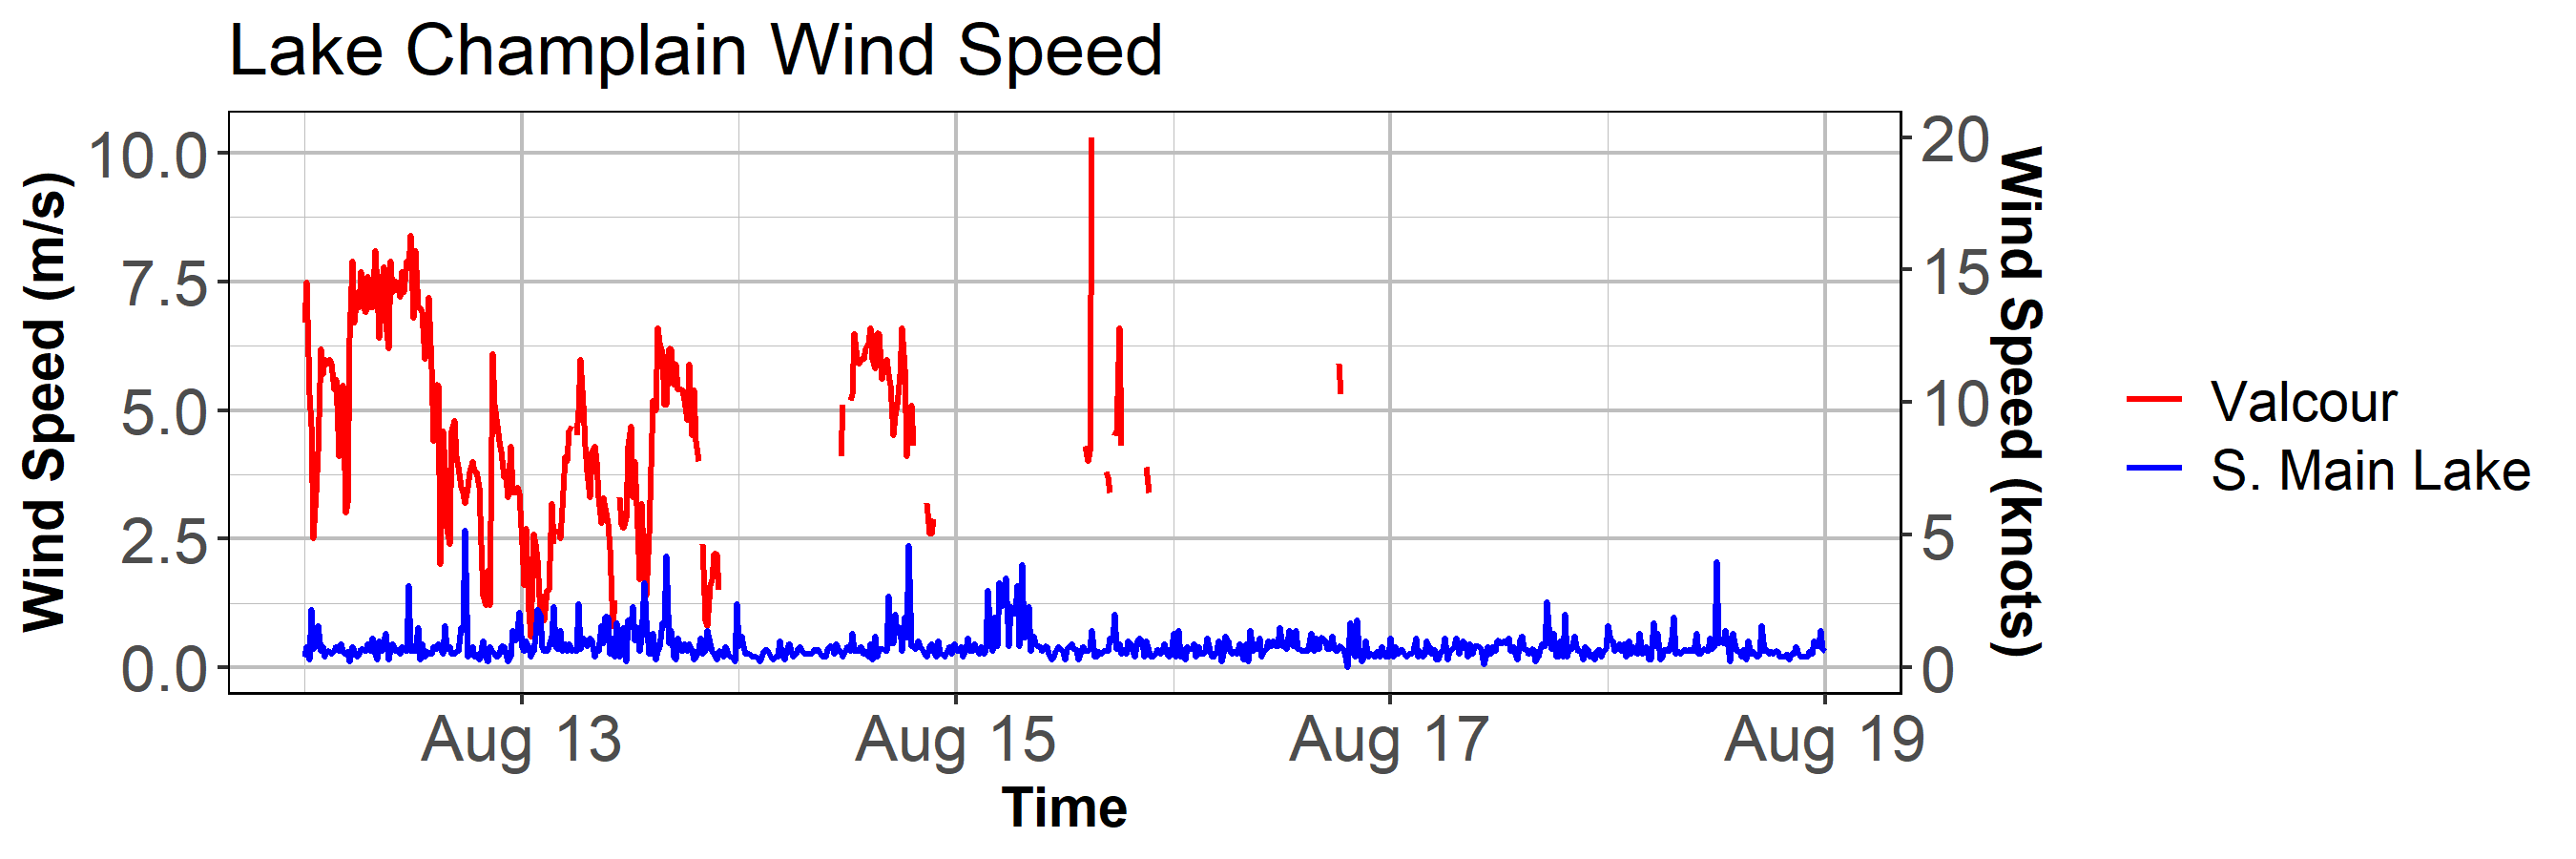 Lake Champlain Wind Speed
Wind Speed (m/s)
10.0
7.5
5.0
2.5
0.0
20
15
10
5
0
Wind Speed (knots)
Aug 13
Aug 15
Aug 17
Aug 19
Time
Valcour
S. Main Lake